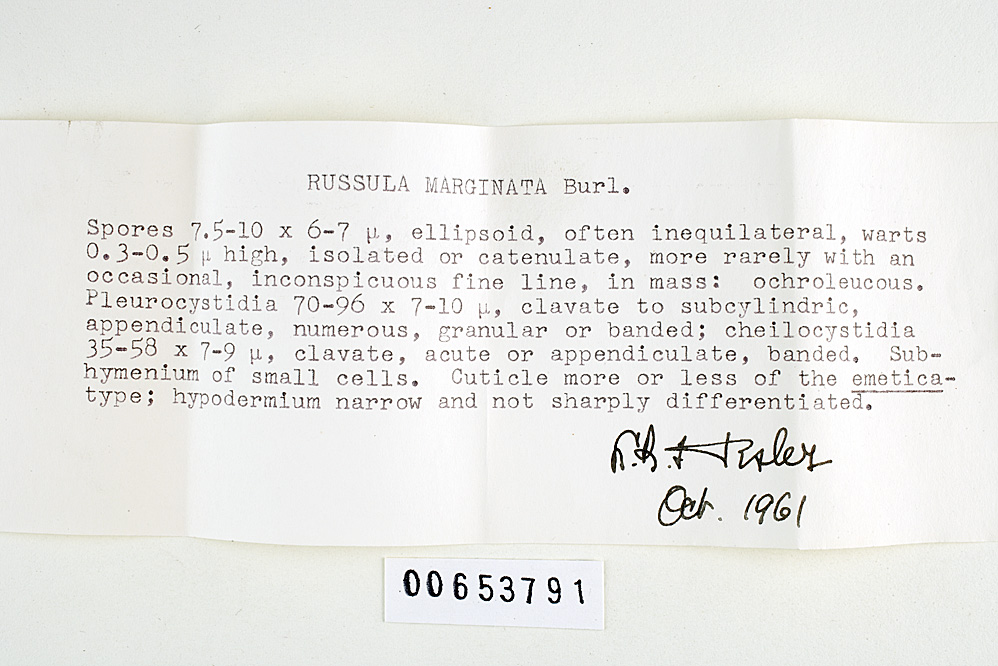 RUSSULA MARGINATA Burl.
Spores 7.5-10 x 6-7 µ, ellipsoid, often inequilateral, warts
0.3-0.5 µ high, isolated or catenulate, more rarely with an
occasional, inconspicuous fine line, in mass: ochroleucous.
Pleurocystidia 70-96 x 7-10 µ, clavate to subcylindric,
appendiculate, numerous, granular or banded; cheilocystidia
35-58 x 7-9 µ, clavate, acute or appendiculate, banded. Sub-
hymenium of small cells. Cuticle more or less of the emetica-
type; hypodermium narrow and not sharply differentiated.
L.R. Hesler
Oct. 1961
00653791